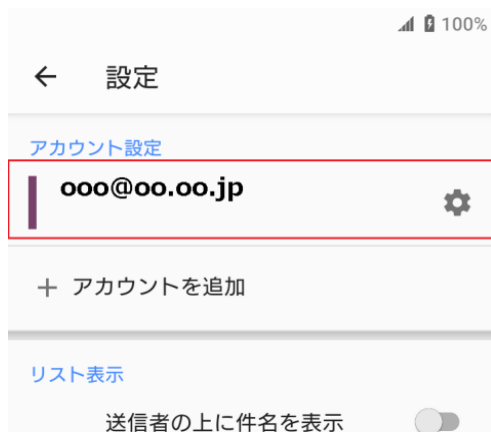 100%
設定
アカウント設定
ooo@oo.oo.jp
アカウントを追加
リスト表示
送信者の上に件名を表示